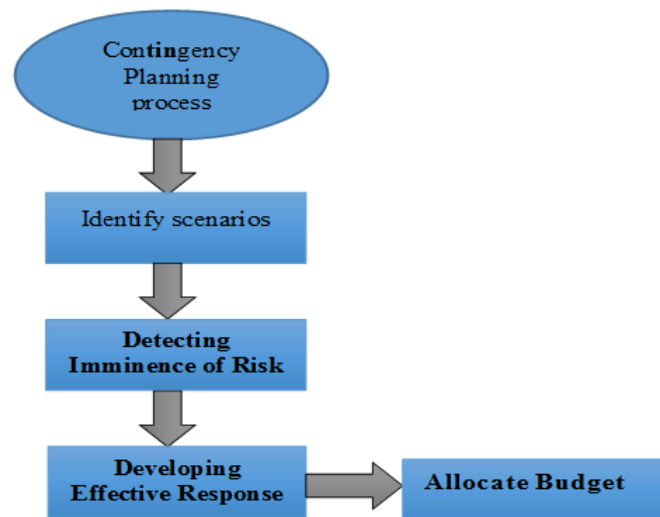 Contingency
Planning
process
Identify scenarios
Detecting
Imminence of Risk
Developing
Effective Response
Allocate Budget